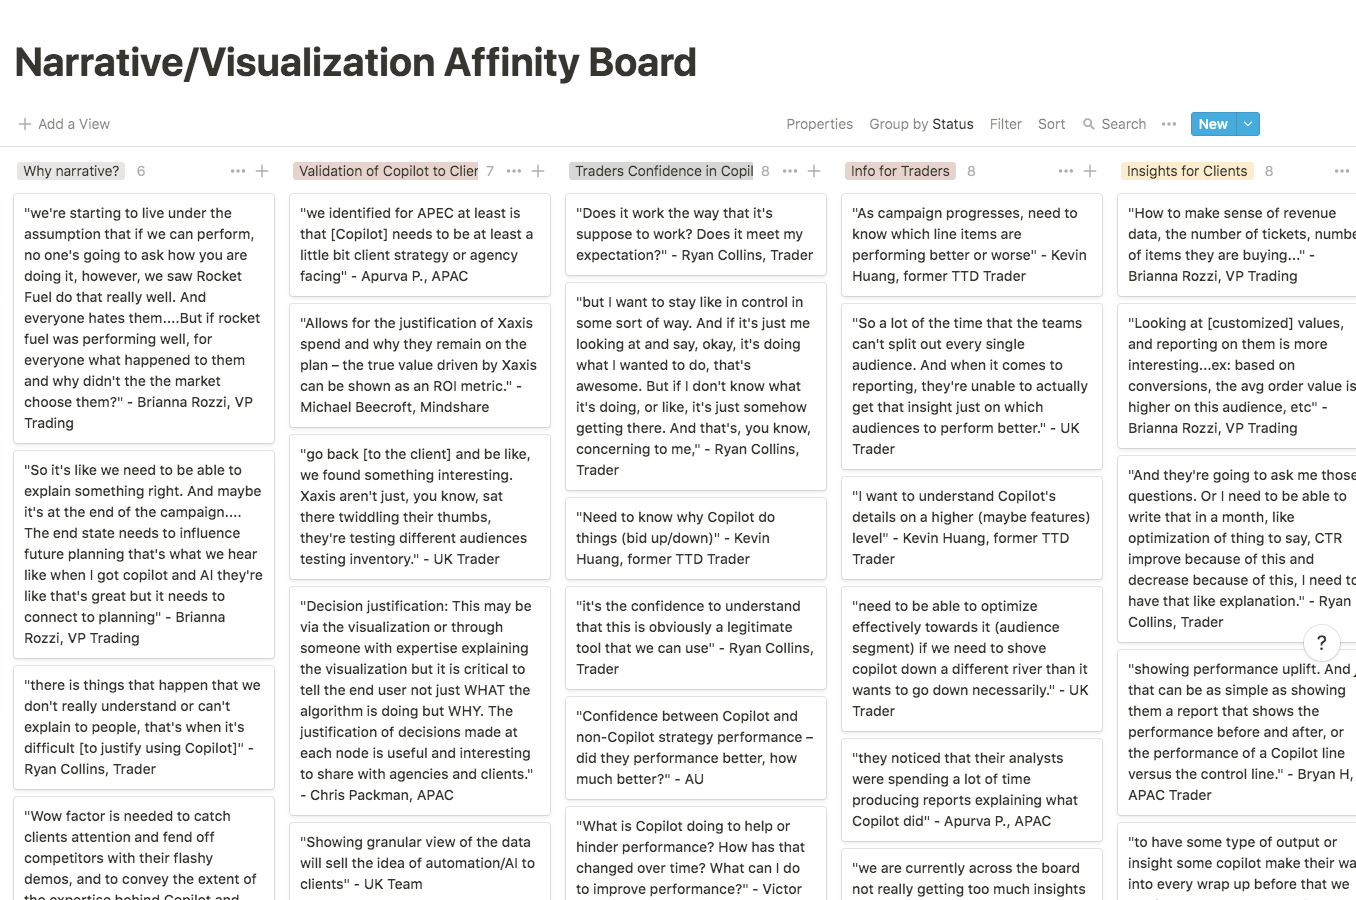 Narrative/Visualization Affinity Board
Add a View
Properties
Group by Status
Filter
Sort
Search
New
Why narrative? 6
"we're starting to live under the
assumption that if we can perform,
no one's going to ask how you are
doing it, however, we saw Rocket
Fuel do that really well. And
everyone hates them....But if rocket
fuel was performing well, for
everyone what happened to them
and why didn't the the market
choose them?" - Brianna Rozzi, VP
Trading
"So it's like we need to be able to
explain something right. And maybe
it's at the end of the campaign....
The end state needs to influence
future planning that's what we hear
like when I got copilot and AI they're
like that's great but it needs to
connect to planning" - Brianna
Rozzi, VP Trading
"there is things that happen that we
don't really understand or can't
explain to people, that's when it's
difficult [to justify using Copilot]" -
Ryan Collins, Trader
"Wow factor is needed to catch
clients attention and fend off
competitors with their flashy
demos, and to convey the extent of
the expertise behind Copilot and
Validation of Copilot to Clier 7
"we identified for APEC at least is
that [Copilot] needs to be at least a
little bit client strategy or agency
facing" - Apurva P., APAC
"Allows for the justification of Xaxis
spend and why they remain on the
plan – the true value driven by Xaxis
can be shown as an ROI metric." -
Michael Beecroft, Mindshare
"go back [to the client] and be like,
we found something interesting.
Xaxis aren't just, you know, sat
there twiddling their thumbs,
they're testing different audiences
testing inventory." - UK Trader
"Decision justification: This may be
via the visualization or through
someone with expertise explaining
the visualization but it is critical to
tell the end user not just WHAT the
algorithm is doing but WHY. The
justification of decisions made at
each node is useful and interesting
to share with agencies and clients."
- Chris Packman, APAC
"Showing granular view of the data
will sell the idea of automation/AI to
clients" - UK Team
Traders Confidence in Copil 8
"Does it work the way that it's
suppose to work? Does it meet my
expectation?" - Ryan Collins, Trader
"but I want to stay like in control in
some sort of way. And if it's just me
looking at and say, okay, it's doing
what I wanted to do, that's
awesome. But if I don't know what
it's doing, or like, it's just somehow
getting there. And that's, you know,
concerning to me," - Ryan Collins,
Trader
"Need to know why Copilot do
things (bid up/down)" - Kevin
Huang, former TTD Trader
"it's the confidence to understand
that this is obviously a legitimate
tool that we can use" - Ryan Collins,
Trader
"Confidence between Copilot and
non-Copilot strategy performance –
did they performance better, how
much better?" - AU
"What is Copilot doing to help or
hinder performance? How has that
changed over time? What can I do
to improve performance?" - Victor
Info for Traders 8
"As campaign progresses, need to
know which line items are
performing better or worse" - Kevin
Huang, former TTD Trader
"So a lot of the time that the teams
can't split out every single
audience. And when it comes to
reporting, they're unable to actually
get that insight just on which
audiences to perform better." - UK
Trader
"I want to understand Copilot's
details on a higher (maybe features)
level" - Kevin Huang, former TTD
Trader
"need to be able to optimize
effectively towards it (audience
segment) if we need to shove
copilot down a different river than it
wants to go down necessarily." - UK
Trader
"they noticed that their analysts
were spending a lot of time
producing reports explaining what
Copilot did" - Apurva P., APAC
"we are currently across the board
not really getting too much insights
Insights for Clients 8
"How to make sense of revenue
data, the number of tickets, numbe
of items they are buying..." -
Brianna Rozzi, VP Trading
"Looking at [customized] values,
and reporting on them is more
interesting...ex: based on
conversions, the avg order value is
higher on this audience, etc" -
Brianna Rozzi, VP Trading
"And they're going to ask me those
questions. Or I need to be able to
write that in a month, like
optimization of thing to say, CTR
improve because of this and
decrease because of this, I need to
have that like explanation." - Ryan
Collins, Trader
"showing performance uplift. And
that can be as simple as showing
them a report that shows the
performance before and after, or
the performance of a Copilot line
versus the control line." - Bryan H,
APAC Trader
"to have some type of output or
insight some copilot make their wa
into every wrap up before that we
?